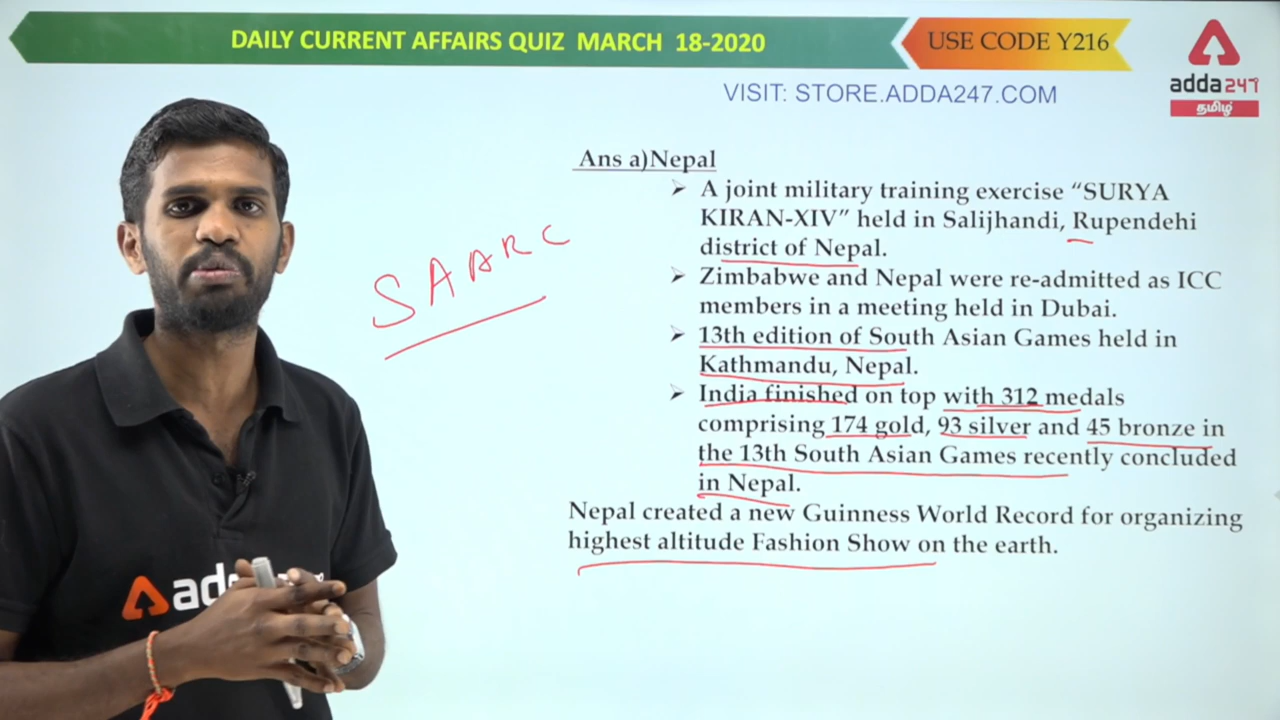 DAILY CURRENT AFFAIRS QUIZ MARCH 18-2020
USE CODE Y216
adda 247
தமிழ்
VISIT: STORE.ADDA247.COM
Ans a)Nepal
➢ A joint military training exercise “SURYA
KIRAN-XIV” held in Salijhandi, Rupendehi
district of Nepal.
➢ Zimbabwe and Nepal were re-admitted as ICC
members in a meeting held in Dubai.
➢ 13th edition of South Asian Games held in
Kathmandu, Nepal.
➢ India finished on top with 312 medals
comprising 174 gold, 93 silver and 45 bronze in
the 13th South Asian Games recently concluded
in Nepal.
Nepal created a new Guinness World Record for organizing
highest altitude Fashion Show on the earth.
SAARC